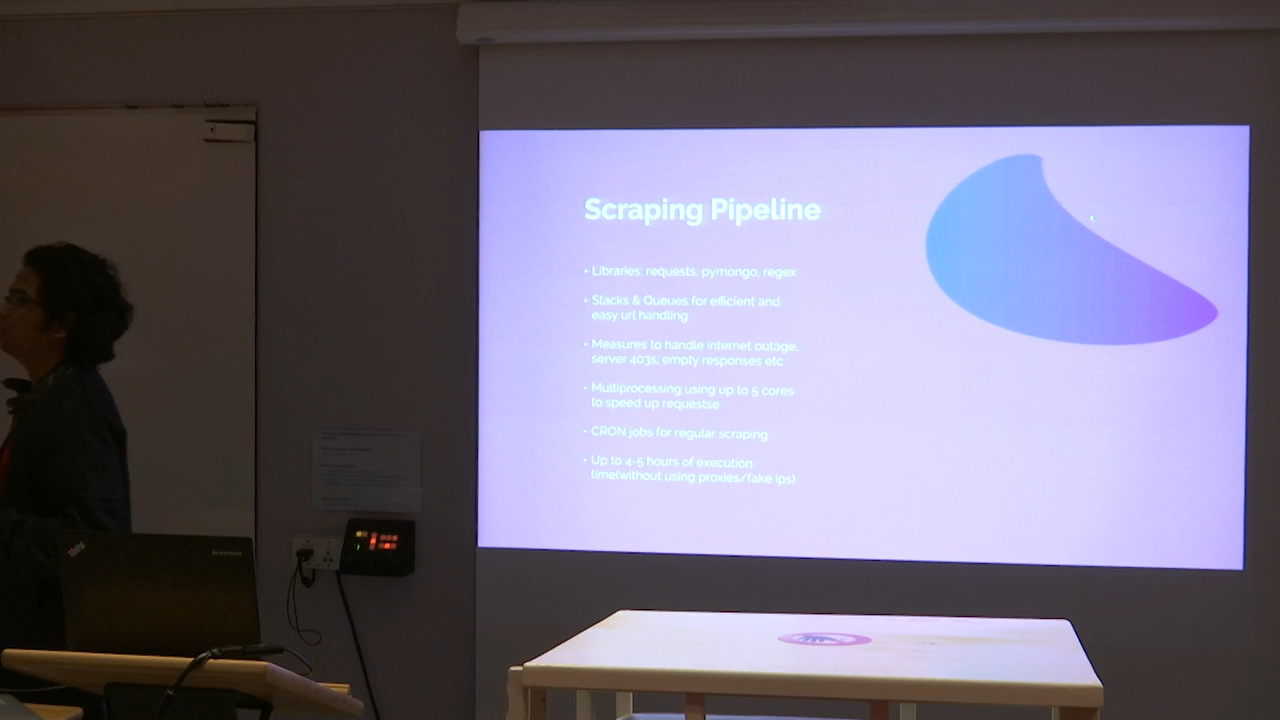 Scraping Pipeline
• Libraries: requests, pymongo, regex
• Stacks & Queues for efficient and
easy url handling
• Measures to handle internet outage,
server 403s, empty responses etc
• Multiprocessing using up to 5 cores
to speed up requestse
• CRON jobs for regular scraping
• Up to 4-5 hours of execution
time(without using proxies/fake ips)